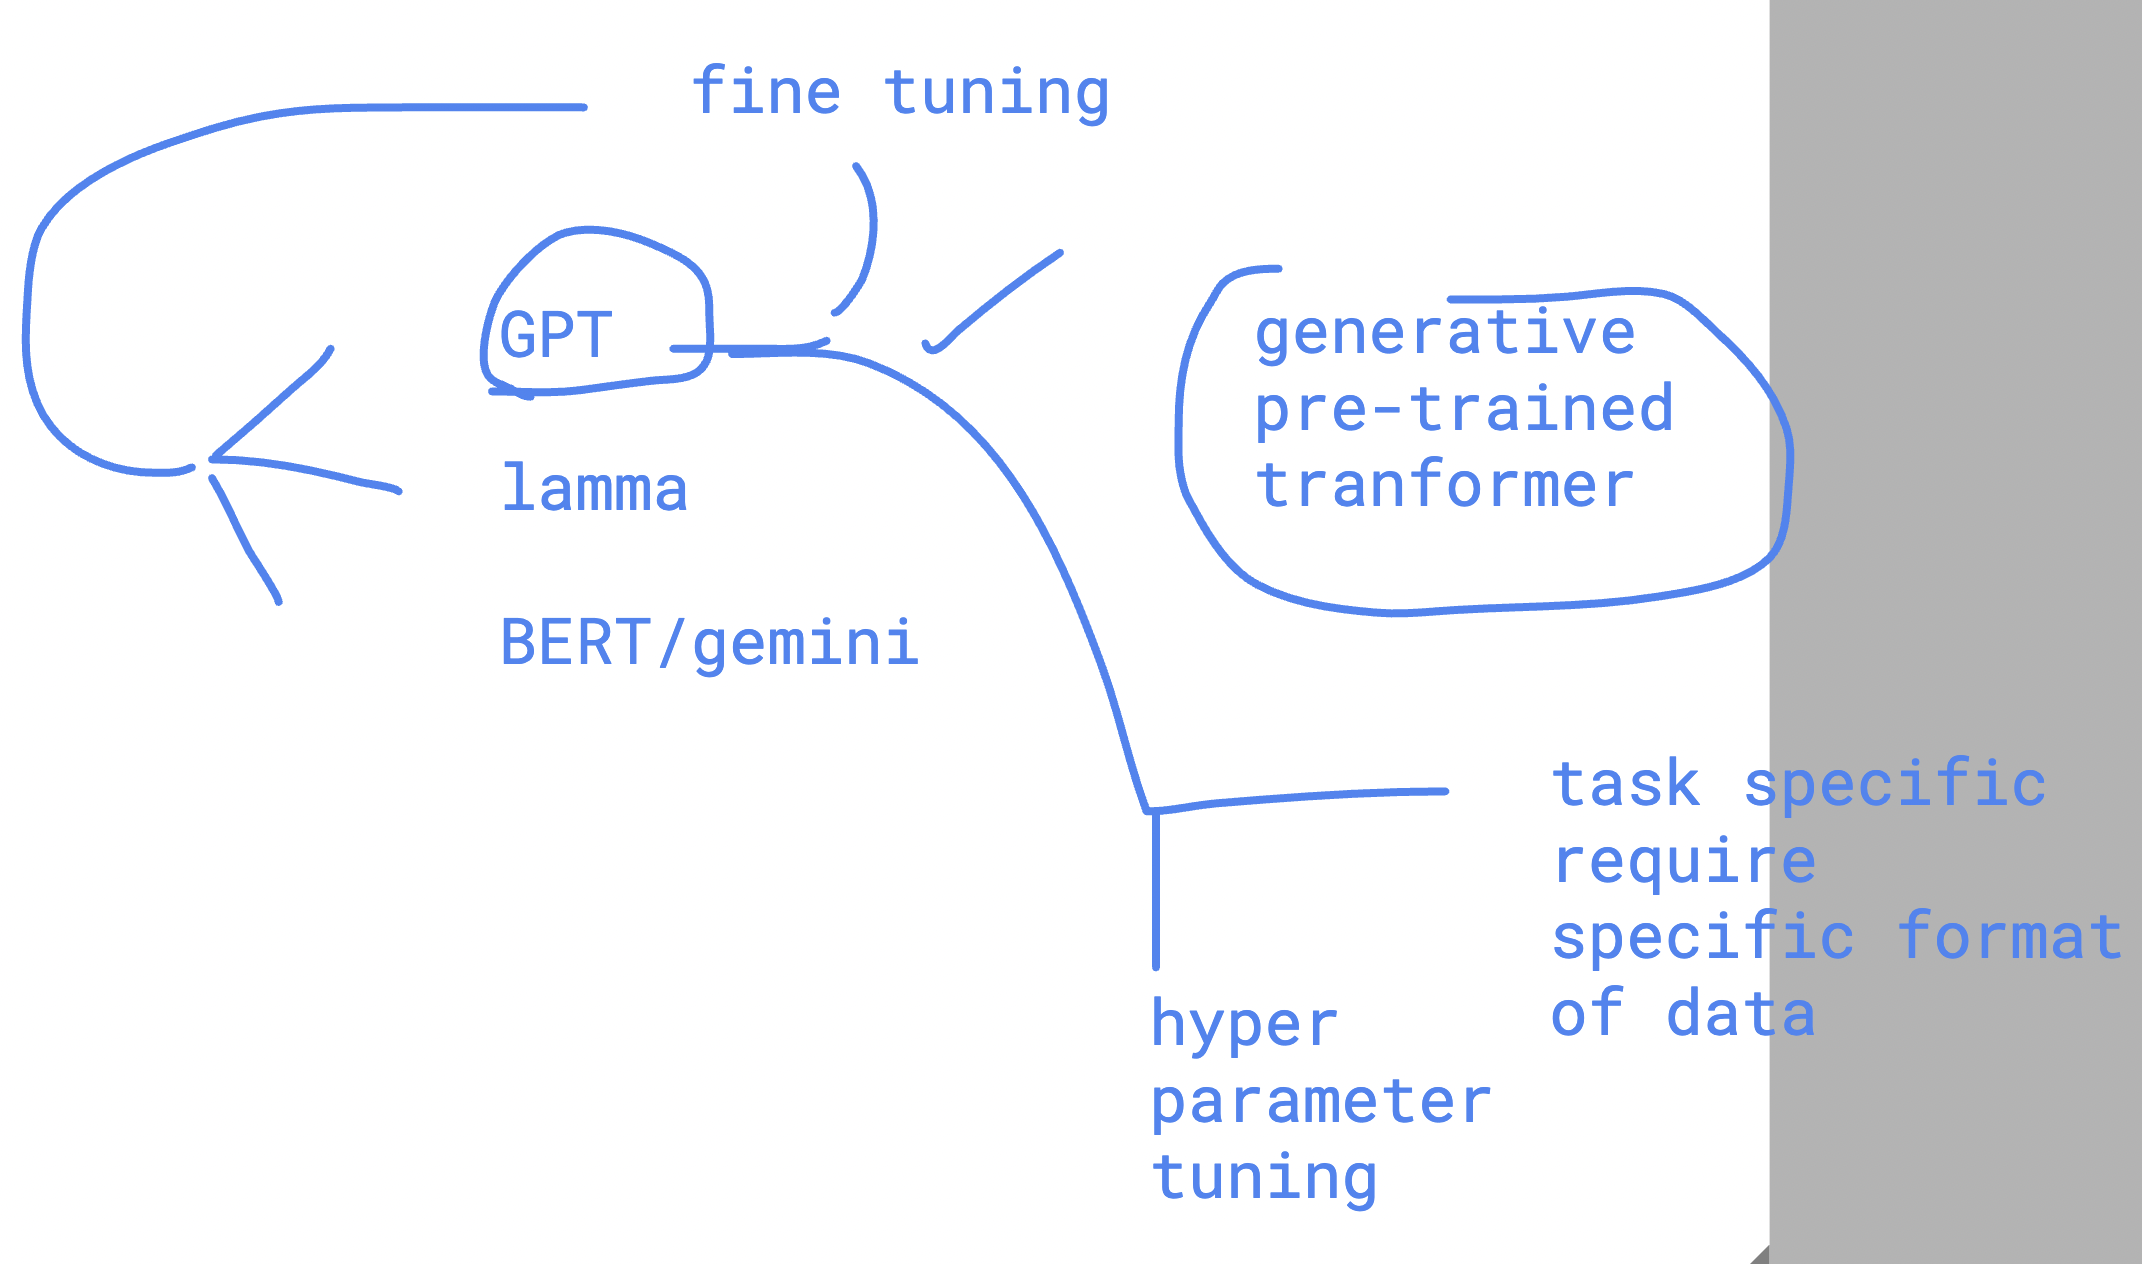 fine tuning
GPT
lamma
BERT/gemini
generative
pre-trained
tranformer
task specific
require
specific format
of data
hyper
parameter
tuning